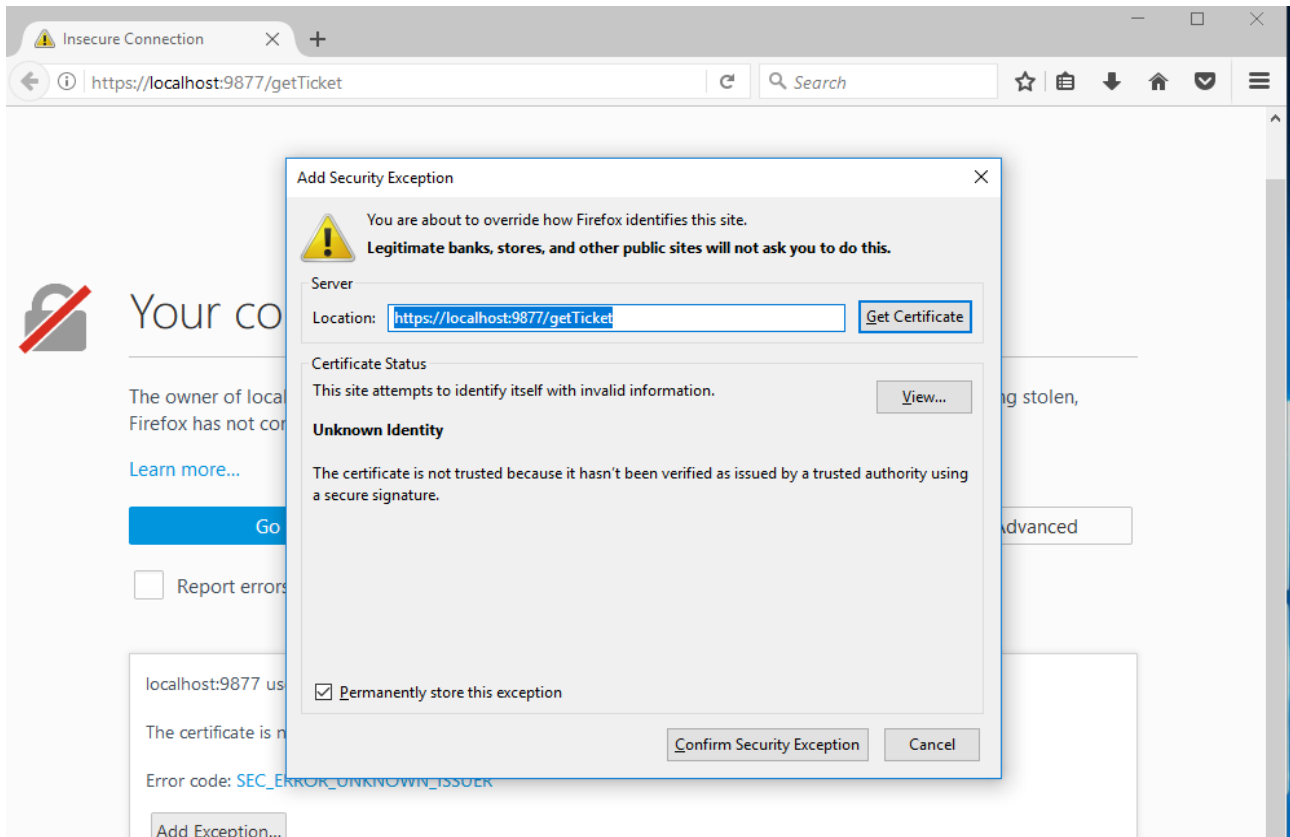 Insecure Connection
https://localhost:9877/getTicket
Search
Add Security Exception
You are about to override how Firefox identifies this site.
Legitimate banks, stores, and other public sites will not ask you to do this.
Server
Location: https://localhost:9877/getTicket Get Certificate
Certificate Status
This site attempts to identify itself with invalid information.
View...
Unknown Identity
The certificate is not trusted because it hasn't been verified as issued by a trusted authority using
a secure signature.
Permanently store this exception
Confirm Security Exception Cancel
Your co
The owner of local
ng stolen,
Firefox has not con
Learn more...
Go
Advanced
Report errors
localhost:9877 us
The certificate is n
Error code: SEC_ERROR_UNKNOWN_ISSUER
Add Exception...